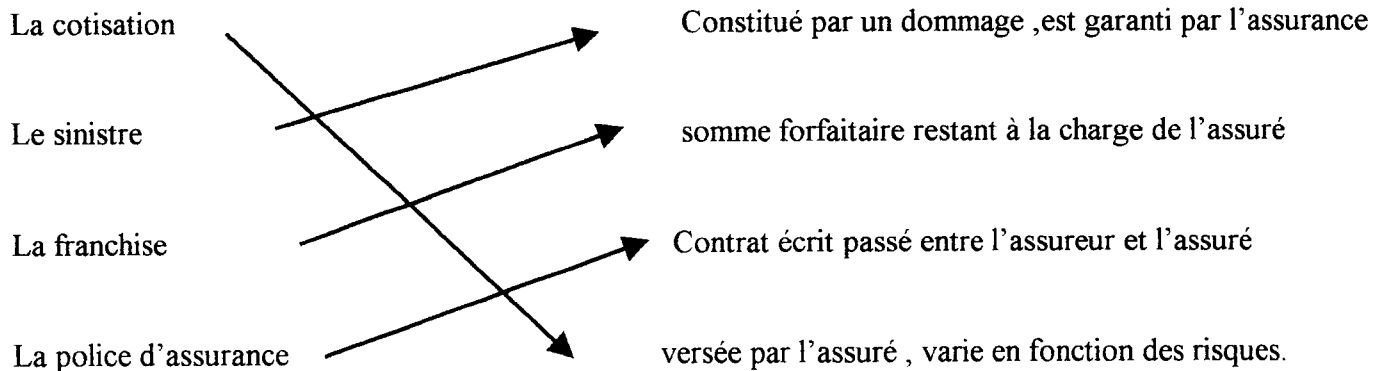 La cotisation Constitué par un dommage ,est garanti par l'assurance
Le sinistre somme forfaitaire restant à la charge de l'assuré
La franchise Contrat écrit passé entre l'assureur et l'assuré
La police d'assurance versée par l'assuré , varie en fonction des risques.